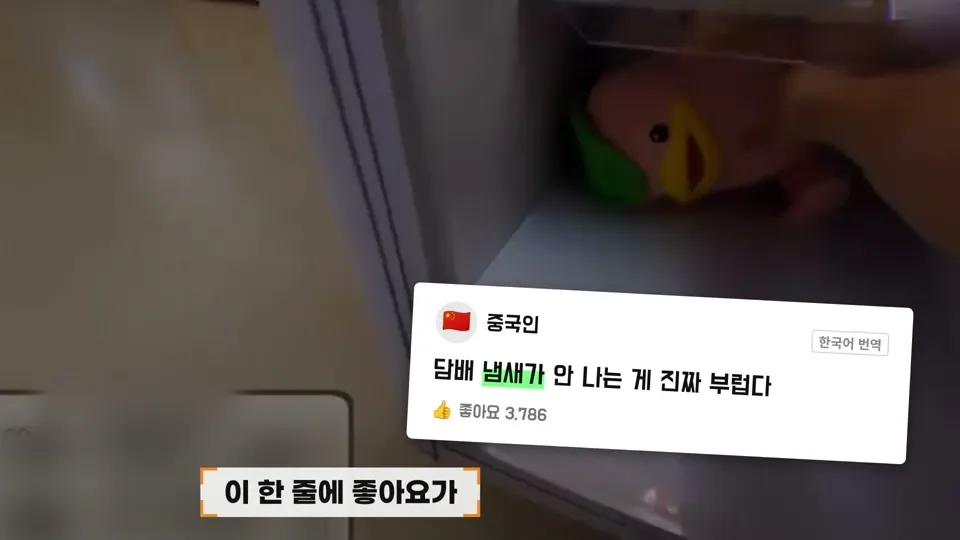 중국인
한국어 번역
담배 냄새가 안 나는 게 진짜 부럽다
좋아요 3,786
이 한 줄에 좋아요가